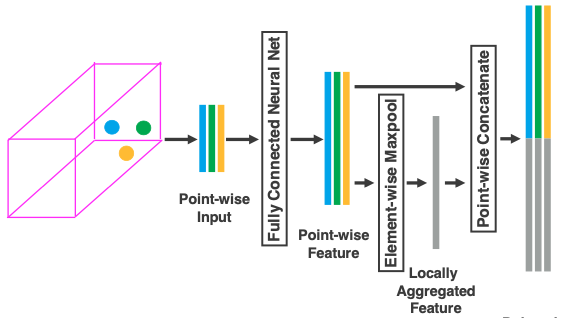 Point-wise
Input
Fully Connected Neural Net
Point-wise
Feature
Element-wise Maxpool
Locally
Aggregated
Feature
Point-wise Concatenate